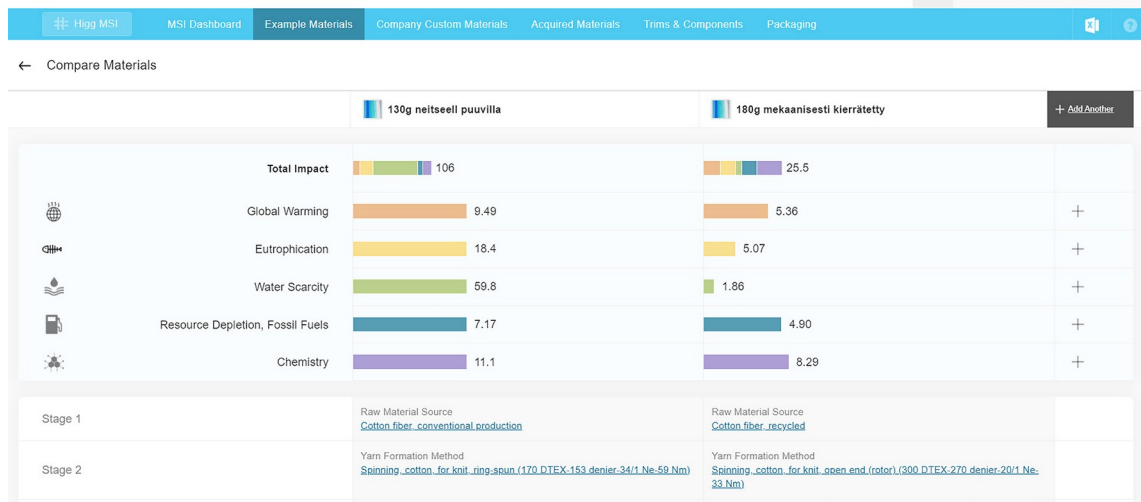 Higg MSI MSI Dashboard Example Materials Company Custom Materials Acquired Materials Trims & Components Packaging
← Compare Materials
130g neitseell puuvilla 180g mekaanisesti kierrätetty + Add Another
Total Impact 106 25.5
Global Warming 9.49 5.36 +
Eutrophication 18.4 5.07 +
Water Scarcity 59.8 1.86 +
Resource Depletion, Fossil Fuels 7.17 4.90 +
Chemistry 11.1 8.29 +
Stage 1
Raw Material Source
Cotton fiber, conventional production
Raw Material Source
Cotton fiber, recycled
Stage 2
Yarn Formation Method
Spinning, cotton, for knit, ring-spun (170 DTEX-153 denier-34/1 Ne-59 Nm)
Yarn Formation Method
Spinning, cotton, for knit, open end (rotor) (300 DTEX-270 denier-20/1 Ne-
33 Nm)